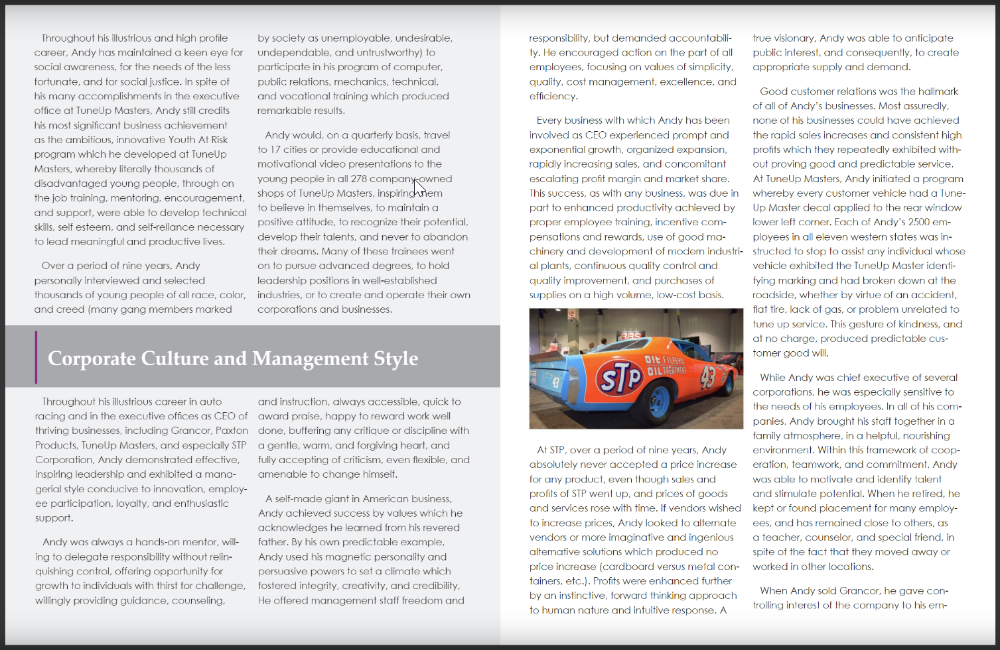 Throughout his illustrious and high profile
career, Andy has maintained a keen eye for
social awareness, for the needs of the less
fortunate, and for social justice. In spite of
his many accomplishments in the executive
office at TuneUp Masters, Andy still credits
his most significant business achievement
as the ambitious, innovative Youth At Risk
program which he developed at TuneUp
Masters, whereby literally thousands of
disadvantaged young people, through on
the job training, mentoring, encouragement,
and support, were able to develop technical
skills, self esteem, and self-reliance necessary
to lead meaningful and productive lives.
Over a period of nine years, Andy
personally interviewed and selected
thousands of young people of all race, color,
and creed (many gang members marked
by society as unemployable, undesirable,
undependable, and untrustworthy) to
participate in his program of computer,
public relations, mechanics, technical,
and vocational training which produced
remarkable results.
Andy would, on a quarterly basis, travel
to 17 cities or provide educational and
motivational video presentations to the
young people in all 278 company-owned
shops of TuneUp Masters, inspiring them
to believe in themselves, to maintain a
positive attitude, to recognize their potential,
develop their talents, and never to abandon
their dreams. Many of these trainees went
on to pursue advanced degrees, to hold
leadership positions in well-established
industries, or to create and operate their own
corporations and businesses.
Corporate Culture and Management Style
Throughout his illustrious career in auto
racing and in the executive offices as CEO of
thriving businesses, including Grancor, Paxton
Products, TuneUp Masters, and especially STP
Corporation, Andy demonstrated effective,
inspiring leadership and exhibited a mana-
gerial style conducive to innovation, employ-
ee participation, loyalty, and enthusiastic
support.
Andy was always a hands-on mentor, will-
ing to delegate responsibility without relin-
quishing control, offering opportunity for
growth to individuals with thirst for challenge,
willingly providing guidance, counseling,
and instruction, always accessible, quick to
award praise, happy to reward work well
done, buffering any critique or discipline with
a gentle, warm, and forgiving heart, and
fully accepting of criticism, even flexible, and
amenable to change himself.
A self-made giant in American business,
Andy achieved success by values which he
acknowledges he learned from his revered
father. By his own predictable example,
Andy used his magnetic personality and
persuasive powers to set a climate which
fostered integrity, creativity, and credibility,
He offered management staff freedom and
responsibility, but demanded accountabili-
ty. He encouraged action on the part of all
employees, focusing on values of simplicity,
quality, cost management, excellence, and
efficiency.
Every business with which Andy has been
involved as CEO experienced prompt and
exponential growth, organized expansion,
rapidly increasing sales, and concomitant
escalating profit margin and market share.
This success, as with any business, was due in
part to enhanced productivity achieved by
proper employee training, incentive com-
pensations and rewards, use of good ma-
chinery and development of modern industri-
al plants, continuous quality control and
quality improvement, and purchases of
supplies on a high volume, low-cost basis.
OIL FILTERS
OIL TREATMENT
STP
43
43
At STP, over a period of nine years, Andy
absolutely never accepted a price increase
for any product, even though sales and
profits of STP went up, and prices of goods
and services rose with time. If vendors wished
to increase prices, Andy looked to alternate
vendors or more imaginative and ingenious
alternative solutions which produced no
price increase (cardboard versus metal con-
tainers, etc.). Profits were enhanced further
by an instinctive, forward thinking approach
to human nature and intuitive response. A
true visionary, Andy was able to anticipate
public interest, and consequently, to create
appropriate supply and demand.
Good customer relations was the hallmark
of all of Andy's businesses. Most assuredly,
none of his businesses could have achieved
the rapid sales increases and consistent high
profits which they repeatedly exhibited with-
out proving good and predictable service.
At TuneUp Masters, Andy initiated a program
whereby every customer vehicle had a Tune-
Up Master decal applied to the rear window
lower left corner. Each of Andy's 2500 em-
ployees in all eleven western states was in-
structed to stop to assist any individual whose
vehicle exhibited the TuneUp Master identi-
fying marking and had broken down at the
roadside, whether by virtue of an accident,
flat tire, lack of gas, or problem unrelated to
tune up service. This gesture of kindness, and
at no charge, produced predictable cus-
tomer good will.
While Andy was chief executive of several
corporations, he was especially sensitive to
the needs of his employees. In all of his com-
panies, Andy brought his staff together in a
family atmosphere, in a helpful, nourishing
environment. Within this framework of coop-
eration, teamwork, and commitment, Andy
was able to motivate and identify talent
and stimulate potential. When he retired, he
kept or found placement for many employ-
ees, and has remained close to others, as
a teacher, counselor, and special friend, in
spite of the fact that they moved away or
worked in other locations.
When Andy sold Grancor, he gave con-
trolling interest of the company to his em-